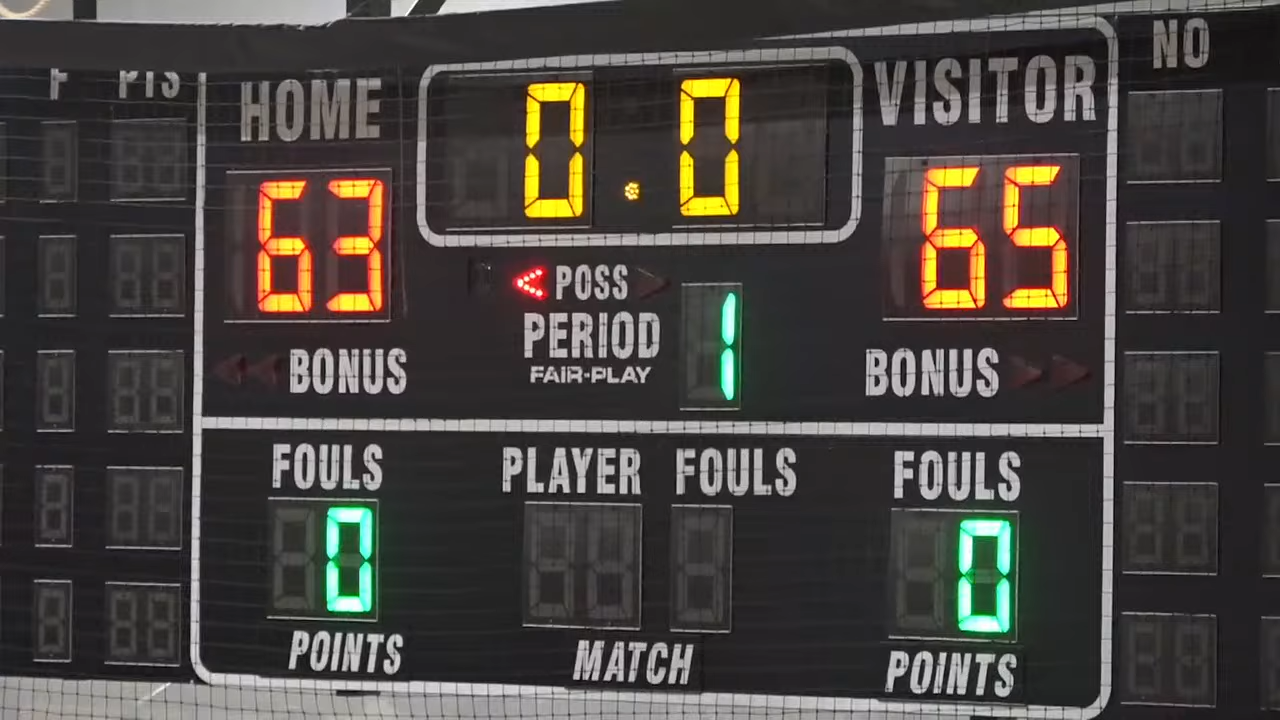 F PTS
HOME
0.0
VISITOR
NO
63
65
POSS
PERIOD 1
FAIR-PLAY
BONUS
BONUS
FOULS
PLAYER FOULS
FOULS
0
0
POINTS
MATCH
POINTS